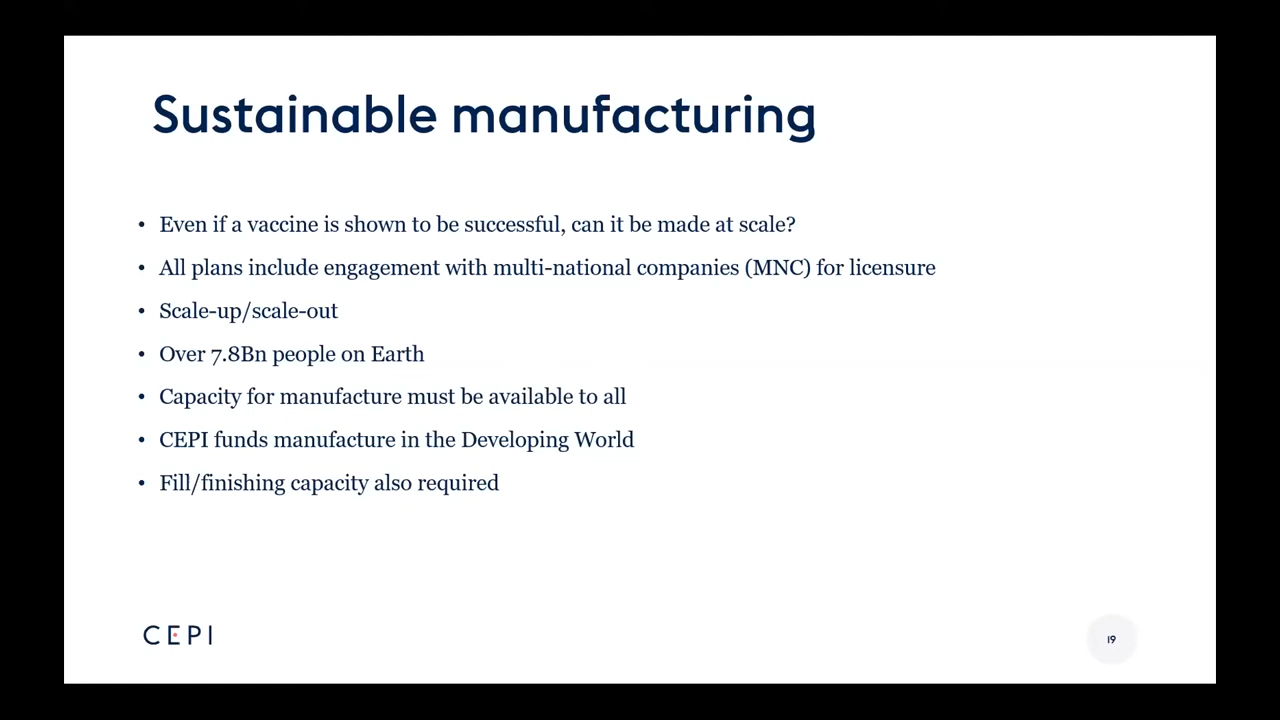 Sustainable manufacturing
• Even if a vaccine is shown to be successful, can it be made at scale?
• All plans include engagement with multi-national companies (MNC) for licensure
• Scale-up/scale-out
• Over 7.8Bn people on Earth
• Capacity for manufacture must be available to all
• CEPI funds manufacture in the Developing World
• Fill/finishing capacity also required
CEPI
19